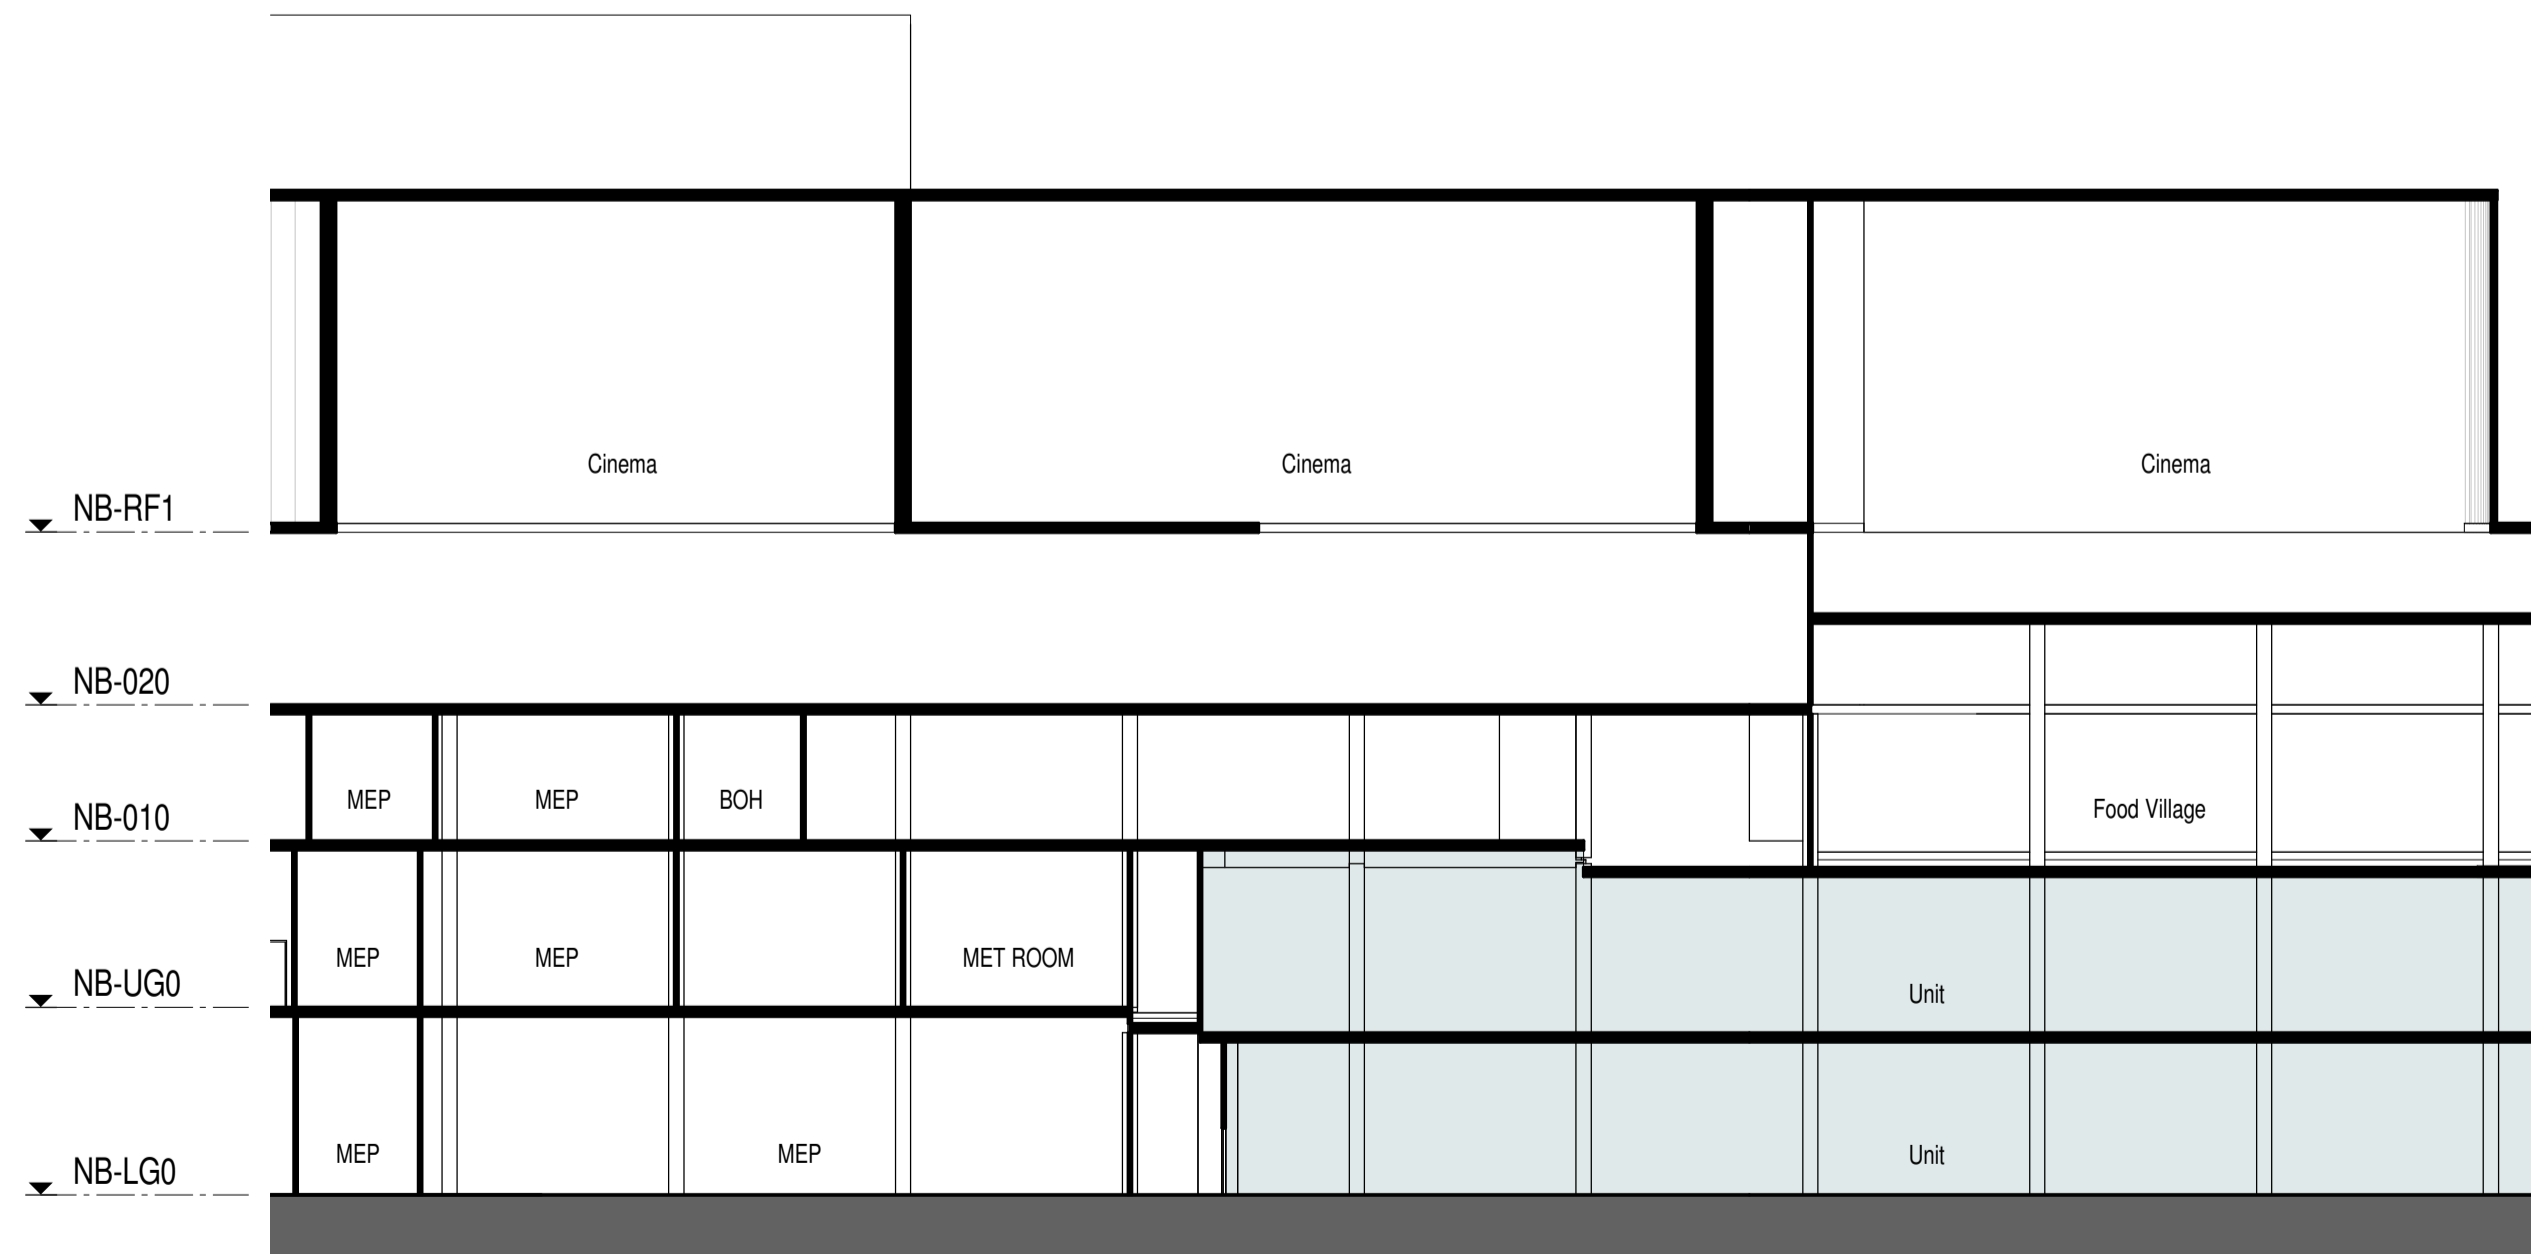 Cinema Cinema Cinema
NB-RF1
NB-020
MEP MEP BOH
NB-010 Food Village
MEP MEP MET ROOM
NB-UG0 Unit
MEP MEP Unit
NB-LG0